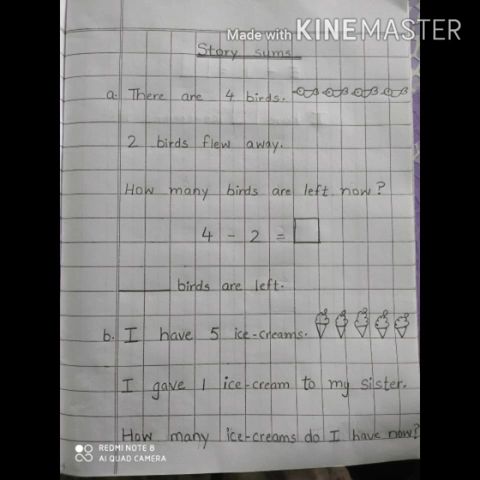 Made with KINEMASTER
Story sums
a. There are 4 birds.
2 birds flew away.
How many birds are left now?
4 - 2 =
birds are left.
b. I have 5 ice-creams.
I gave 1 ice-cream to my sister.
How many ice-creams do I have now?
REDMI NOTE 8
AI QUAD CAMERA